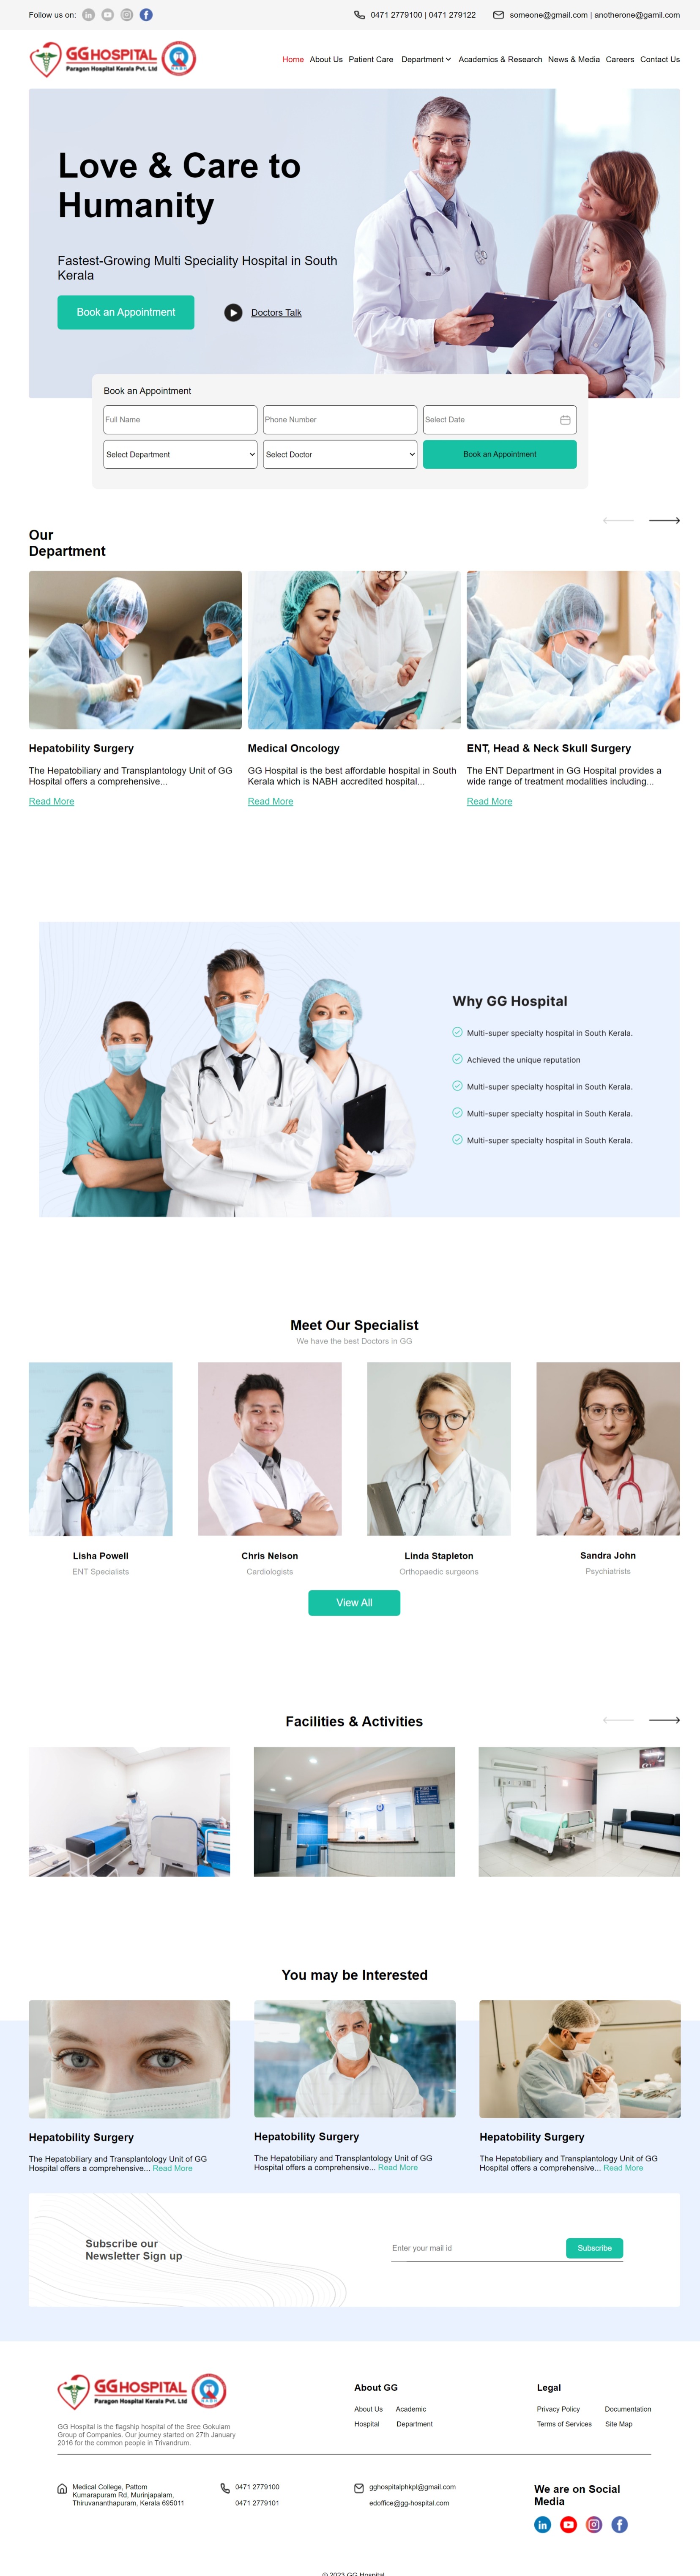 Follow us on:
0471 2779100 | 0471 279122
someone@gmail.com | anotherone@gamil.com
GG HOSPITAL
Paragon Hospital Kerala Pvt. Ltd
Home About Us Patient Care Department Academics & Research News & Media Careers Contact Us
Love & Care to
Humanity
Fastest-Growing Multi Speciality Hospital in South
Kerala
Book an Appointment
Doctors Talk
Book an Appointment
Full Name
Phone Number
Select Date
Select Department
Select Doctor
Book an Appointment
Our
Department
Hepatobility Surgery
The Hepatobiliary and Transplantology Unit of GG
Hospital offers a comprehensive...
Read More
Medical Oncology
GG Hospital is the best affordable hospital in South
Kerala which is NABH accredited hospital...
Read More
ENT, Head & Neck Skull Surgery
The ENT Department in GG Hospital provides a
wide range of treatment modalities including...
Read More
Why GG Hospital
Multi-super specialty hospital in South Kerala.
Achieved the unique reputation
Multi-super specialty hospital in South Kerala.
Multi-super specialty hospital in South Kerala.
Multi-super specialty hospital in South Kerala.
Meet Our Specialist
We have the best Doctors in GG
Lisha Powell
ENT Specialists
Chris Nelson
Cardiologists
Linda Stapleton
Orthopaedic surgeons
Sandra John
Psychiatrists
View All
Facilities & Activities
You may be Interested
Hepatobility Surgery
The Hepatobiliary and Transplantology Unit of GG
Hospital offers a comprehensive... Read More
Hepatobility Surgery
The Hepatobiliary and Transplantology Unit of GG
Hospital offers a comprehensive... Read More
Hepatobility Surgery
The Hepatobiliary and Transplantology Unit of GG
Hospital offers a comprehensive... Read More
Subscribe our
Newsletter Sign up
Enter your mail id
Subscribe
GG HOSPITAL
Paragon Hospital Kerala Pvt. Ltd
GG Hospital is the flagship hospital of the Sree Gokulam
Group of Companies. Our journey started on 27th January
2016 for the common people in Trivandrum.
About GG
About Us Academic
Hospital Department
Legal
Privacy Policy Documentation
Terms of Services Site Map
Medical College, Pattom
Kumarapuram Rd, Murinjapalam,
Thiruvananthapuram, Kerala 695011
0471 2779100
0471 2779101
gghospitalphkpl@gmail.com
edoffice@gg-hospital.com
We are on Social
Media
© 2023 GG Hospital